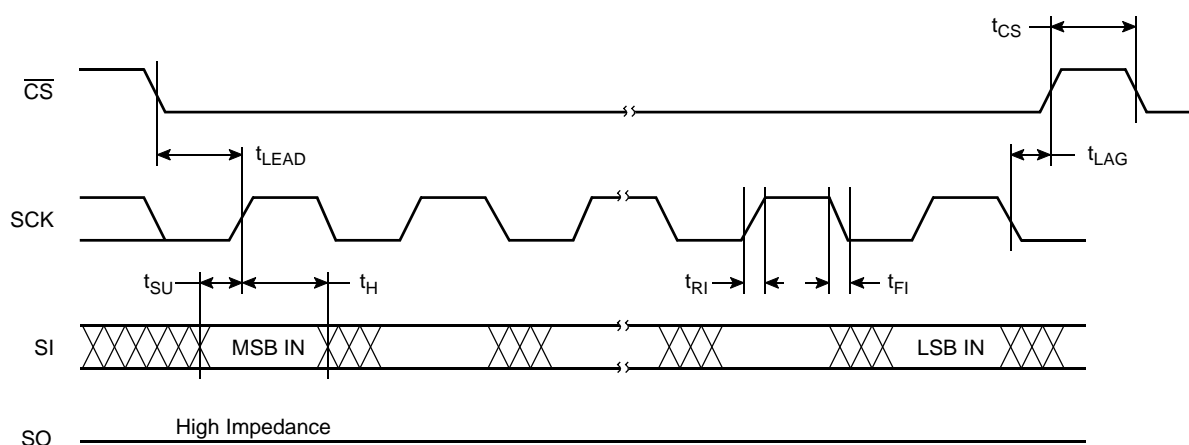 tCS
CS
tLEAD
tLAG
SCK
tSU
tH
tRI
tFI
SI
MSB IN
LSB IN
High Impedance
SO